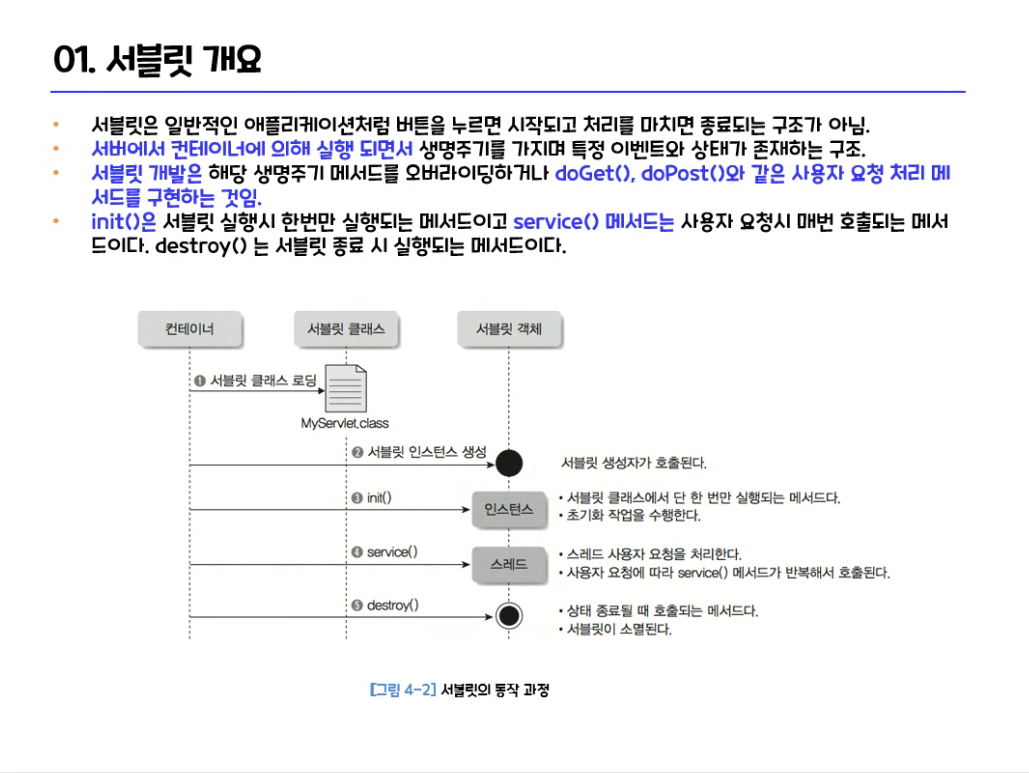 01. 서블릿 개요
• 서블릿은 일반적인 애플리케이션처럼 버튼을 누르면 시작되고 처리를 마치면 종료되는 구조가 아님.
• 서버에서 컨테이너에 의해 실행 되면서 생명주기를 가지며 특정 이벤트와 상태가 존재하는 구조.
• 서블릿 개발은 해당 생명주기 메서드를 오버라이딩하거나 doGet(), doPost()와 같은 사용자 요청 처리 메
서드를 구현하는 것임.
• init()은 서블릿 실행시 한번만 실행되는 메서드이고 service() 메서드는 사용자 요청시 매번 호출되는 메서
드이다. destroy() 는 서블릿 종료 시 실행되는 메서드이다.
컨테이너
서블릿 클래스
서블릿 객체
❶ 서블릿 클래스 로딩
MyServlet.class
❷ 서블릿 인스턴스 생성
서블릿 생성자가 호출된다.
❸ init()
인스턴스
• 서블릿 클래스에서 단 한 번만 실행되는 메서드다.
• 초기화 작업을 수행한다.
❹ service()
스레드
• 스레드 사용자 요청을 처리한다.
• 사용자 요청에 따라 service() 메서드가 반복해서 호출된다.
❺ destroy()
• 상태 종료될 때 호출되는 메서드다.
• 서블릿이 소멸된다.
[그림 4-2] 서블릿의 동작 과정